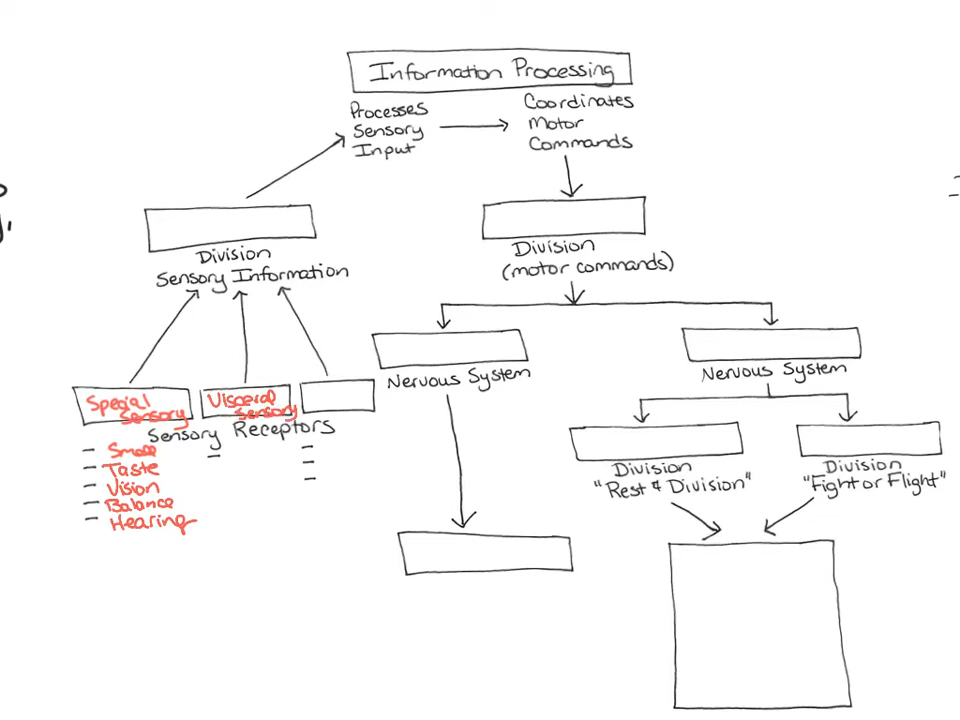 Information Processing
Processes
Sensory
Input
Coordinates
Motor
Commands
Division
Sensory Information
Division
(motor commands)
Nervous System
Nervous System
Special
Sensory
Visceral
Sensory
Sensory Receptors
- Smell
- Taste
- Vision
- Balance
- Hearing
Division
"Rest & Division"
Division
"Fight or Flight"